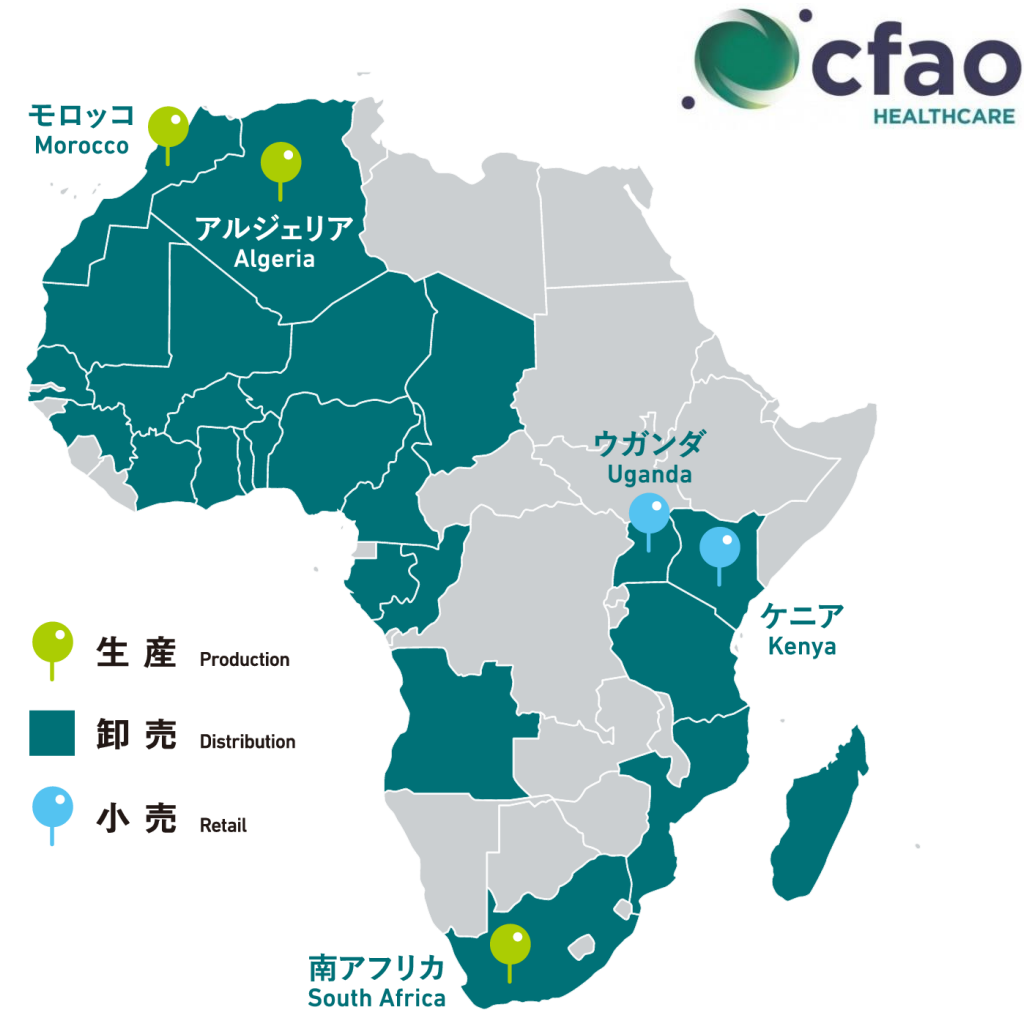 cfao
HEALTHCARE
モロッコ
Morocco
アルジェリア
Algeria
ウガンダ
Uganda
ケニア
Kenya
生産 Production
卸売 Distribution
小売 Retail
南アフリカ
South Africa